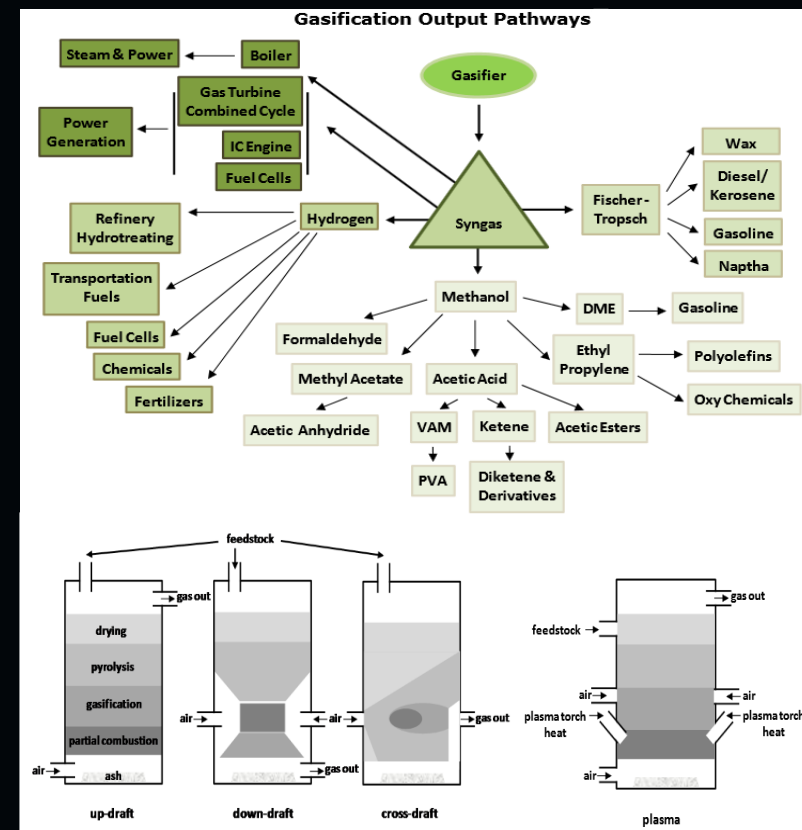 Gasification Output Pathways
Steam & Power
Boiler
Gasifier
Gas Turbine
Combined Cycle
Power
Generation
IC Engine
Fuel Cells
Wax
Diesel/
Kerosene
Fischer-
Tropsch
Gasoline
Naptha
Syngas
Hydrogen
Refinery
Hydrotreating
Transportation
Fuels
Fuel Cells
Chemicals
Fertilizers
Methanol
DME
Gasoline
Formaldehyde
Ethyl
Propylene
Polyolefins
Methyl Acetate
Acetic Acid
Oxy Chemicals
Acetic Anhydride
VAM
Ketene
Acetic Esters
PVA
Diketene &
Derivatives
feedstock
gas out
drying
pyrolysis
gasification
partial combustion
air
ash
up-draft
air
air
gas out
down-draft
gas out
cross-draft
gas out
feedstock
air
air
plasma torch
heat
plasma torch
heat
air
plasma